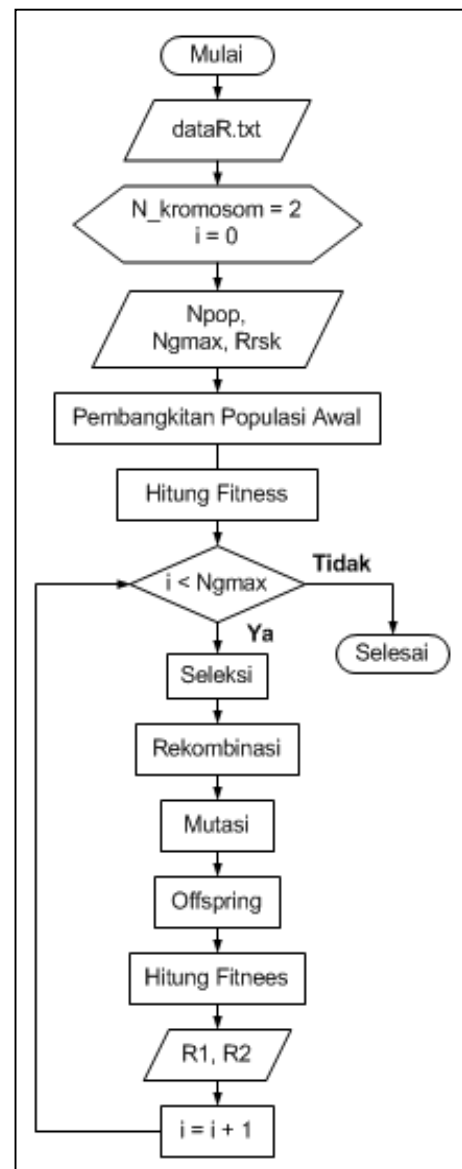 Mulai
dataR.txt
N_kromosom = 2
i = 0
Npop,
Ngmax, Rrsk
Pembangkitan Populasi Awal
Hitung Fitness
i < Ngmax
Tidak
Selesai
Ya
Seleksi
Rekombinasi
Mutasi
Offspring
Hitung Fitnees
R1, R2
i = i + 1